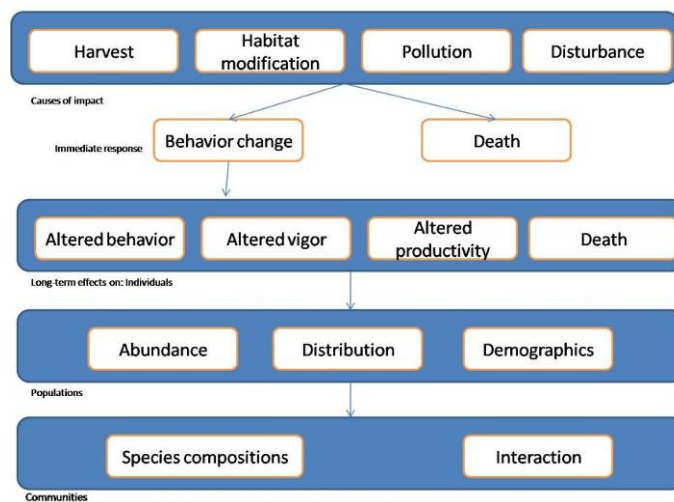 Harvest
Habitat
modification
Pollution
Disturbance
Causes of impact
Immediate response
Behavior change
Death
Altered behavior
Altered vigor
Altered
productivity
Death
Long-term effects on: Individuals
Abundance
Distribution
Demographics
Populations
Species compositions
Interaction
Communities